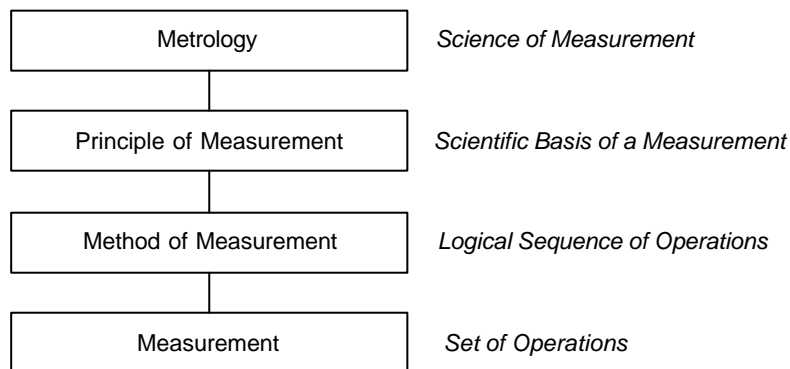 Metrology
Science of Measurement
Principle of Measurement
Scientific Basis of a Measurement
Method of Measurement
Logical Sequence of Operations
Measurement
Set of Operations